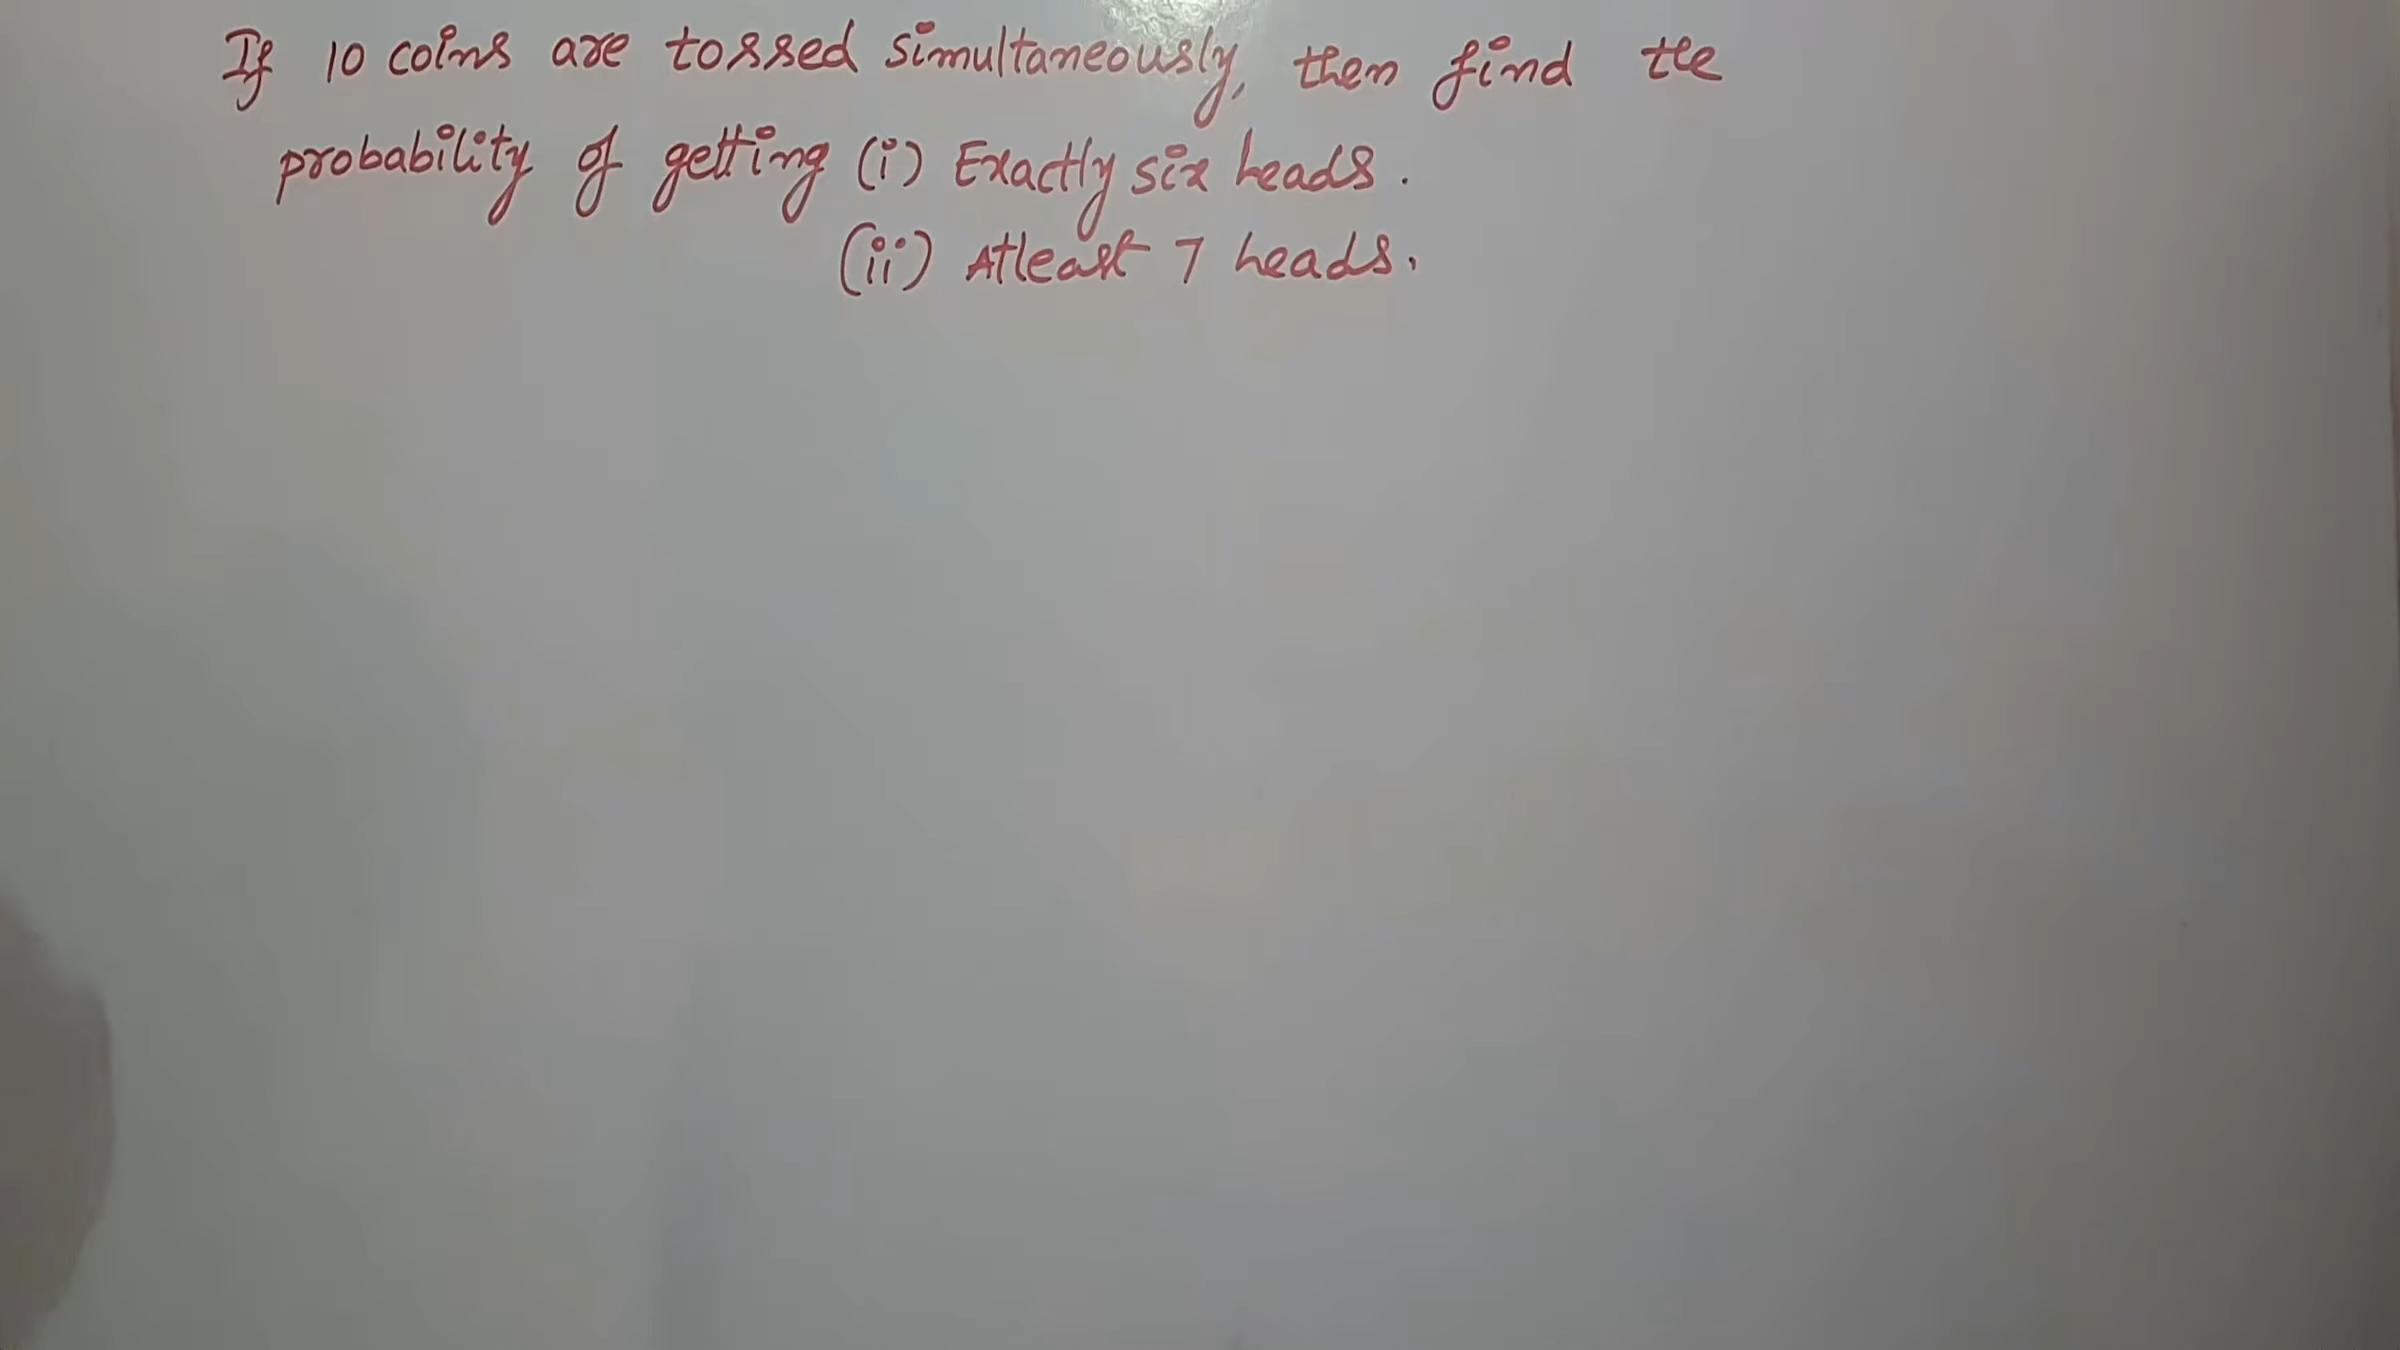 If 10 coins are tossed simultaneously, then find the
probability of getting (i) Exactly six heads.
(ii) Atleast 7 heads.